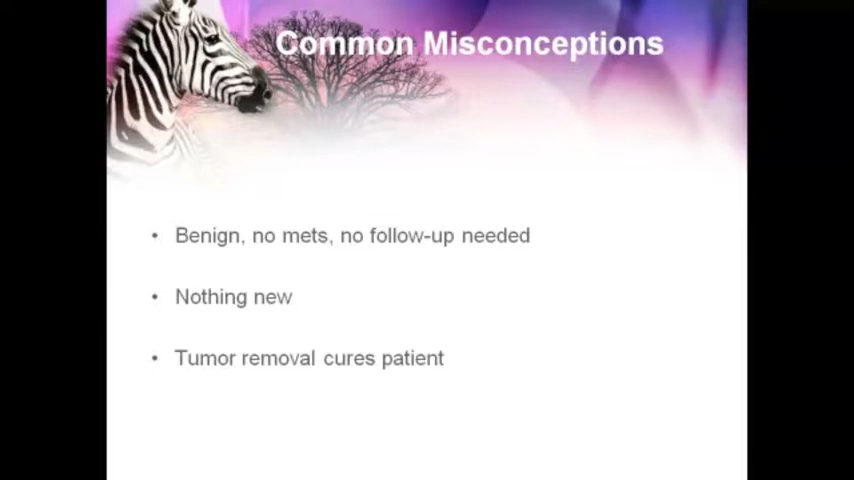 Common Misconceptions
• Benign, no mets, no follow-up needed
• Nothing new
• Tumor removal cures patient